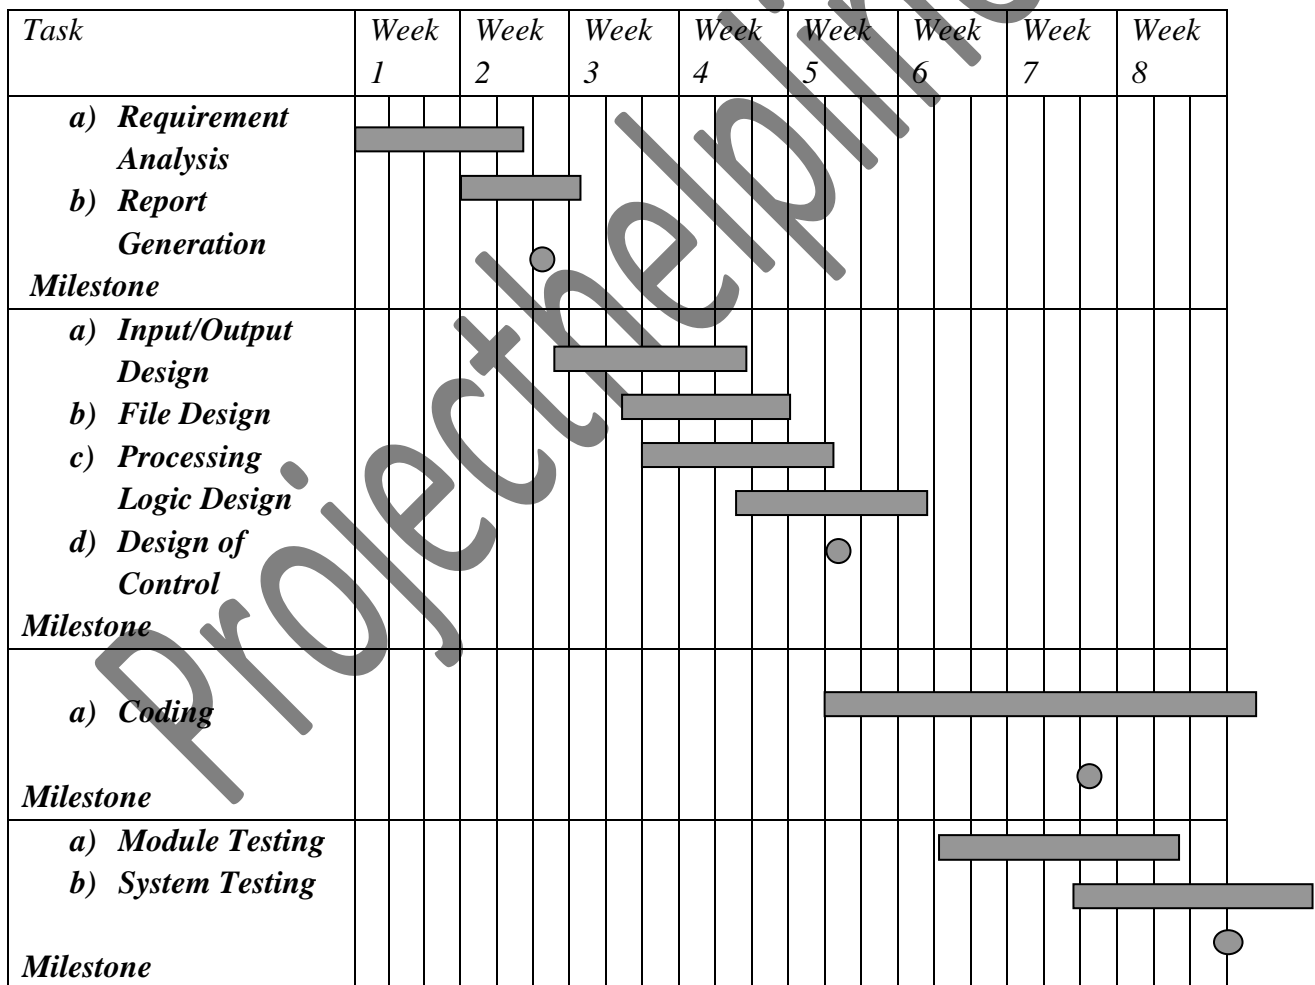 Task Week Week Week Week Week Week Week Week
1 2 3 4 5 6 7 8
a) Requirement
Analysis
b) Report
Generation
Milestone
a) Input/Output
Design
b) File Design
c) Processing
Logic Design
d) Design of
Control
Milestone
a) Coding
Milestone
a) Module Testing
b) System Testing
Milestone
Projecthelpline